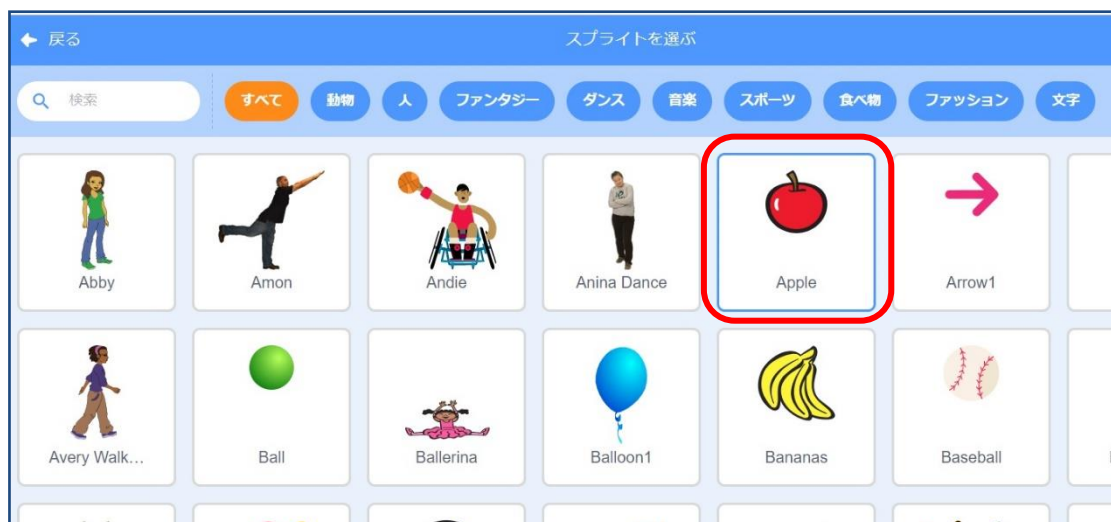 戻る
スプライトを選ぶ
検索
すべて 動物 人 ファンタジー ダンス 音楽 スポーツ 食べ物 ファッション 文字
Abby Amon Andie Anina Dance Apple Arrow1
Avery Walk... Ball Ballerina Balloon1 Bananas Baseball